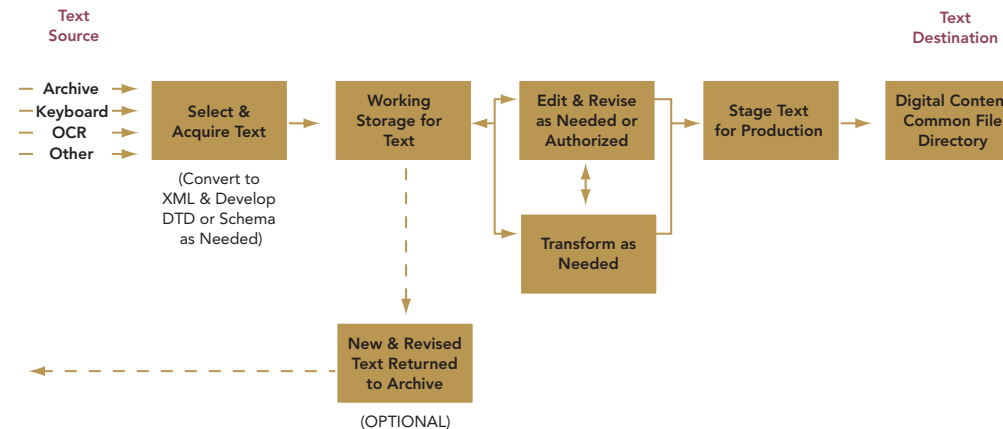 Text
Source
Text
Destination
Archive
Keyboard
OCR
Other
Select &
Acquire Text
(Convert to
XML & Develop
DTD or Schema
as Needed)
Working
Storage for
Text
Edit & Revise
as Needed or
Authorized
Transform as
Needed
Stage Text
for Production
Digital Content
Common File
Directory
New & Revised
Text Returned
to Archive
(OPTIONAL)